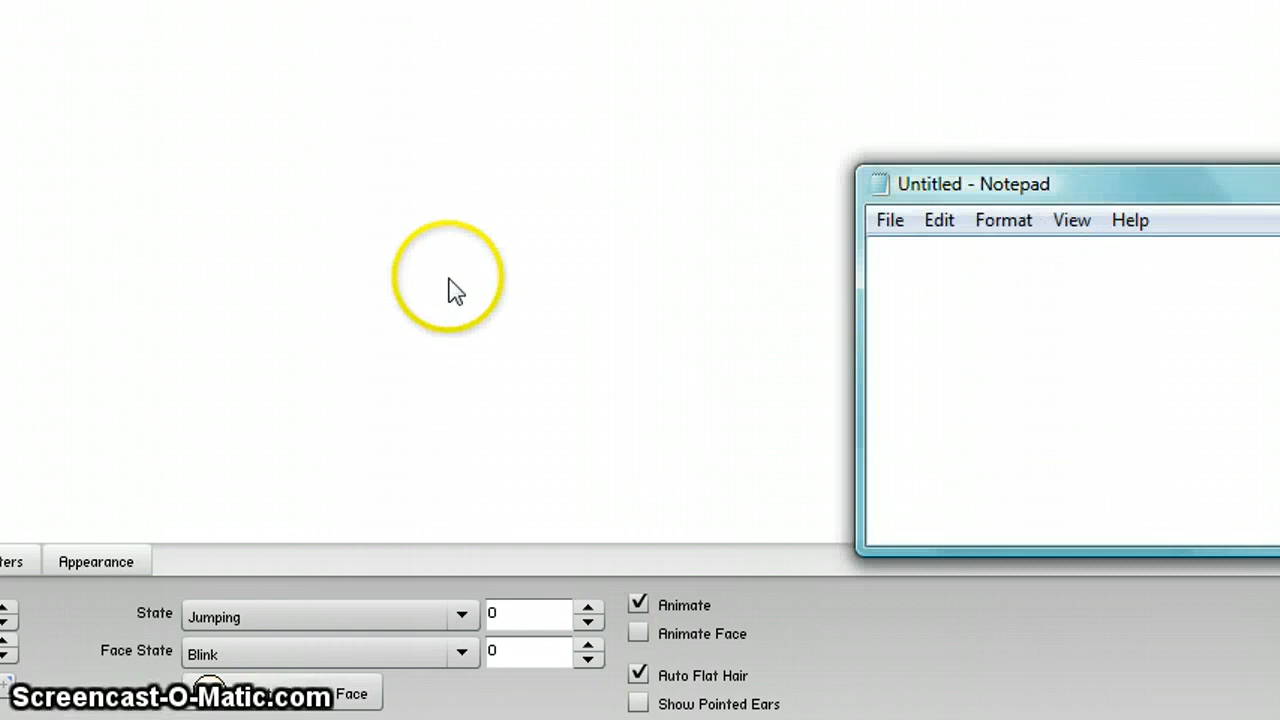 Untitled - Notepad
File Edit Format View Help
ters Appearance
State Jumping 0 Animate
Face State Blink 0 Animate Face
Face Auto Flat Hair
Show Pointed Ears
Screencast-O-Matic.com